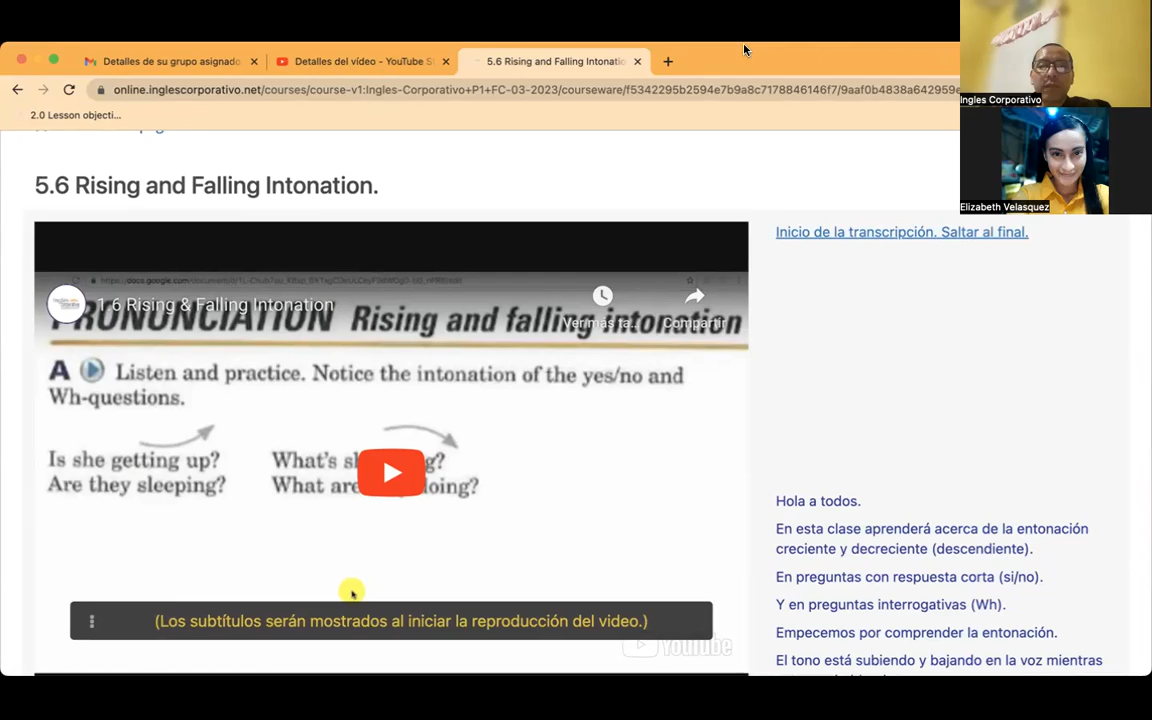 Detalles de su grupo asignado
Detalles del vídeo - YouTube S
5.6 Rising and Falling Intonatio
online.inglescorporativo.net/courses/course-v1:Ingles-Corporativo+P1+FC-03-2023/courseware/f5342295b2594e7b9a8c7178846146f7/9aaf0b4838a642959e
2.0 Lesson objecti...
Ingles Corporativo
Elizabeth Velasquez
5.6 Rising and Falling Intonation.
Inicio de la transcripción. Saltar al final.
1.6 Rising & Falling Intonation
Ver más ta...
Compartir
PRONUNCIATION Rising and falling intonation
A Listen and practice. Notice the intonation of the yes/no and
Wh-questions.
Is she getting up?
What's
Are they sleeping?
What are doing?
(Los subtítulos serán mostrados al iniciar la reproducción del video.)
YouTube
Hola a todos.
En esta clase aprenderá acerca de la entonación
creciente y decreciente (descendiente).
En preguntas con respuesta corta (si/no).
Y en preguntas interrogativas (Wh).
Empecemos por comprender la entonación.
El tono está subiendo y bajando en la voz mientras